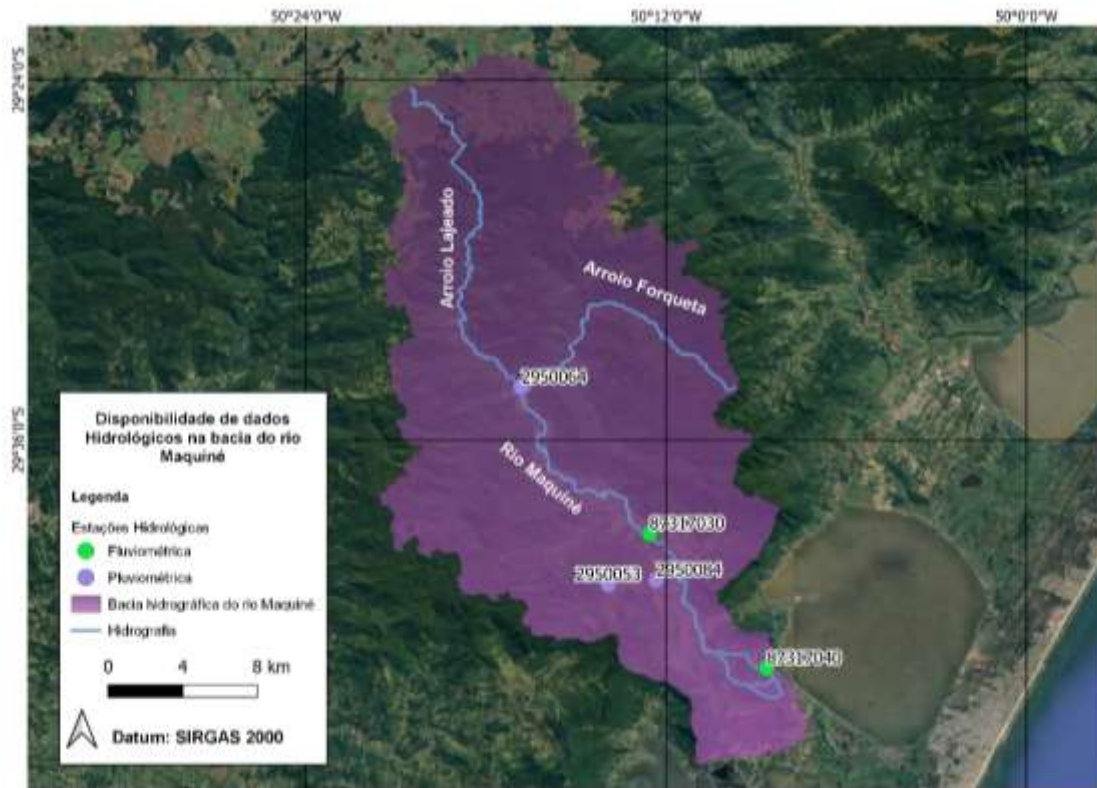 50°24'0"W
50°12'0"W
50°0'0"W
29°24'0"S
29°36'0"S
Arroio Lajeado
Arroio Forqueta
2950064
Rio Maquiné
87317030
2950053
2950084
87317040
Disponibilidade de dados
Hidrológicos na bacia do rio
Maquiné
Legenda
Estações Hidrológicas
Fluviométrica
Pluviométrica
Bacia hidrográfica do rio Maquiné
Hidrografia
0 4 8 km
Datum: SIRGAS 2000